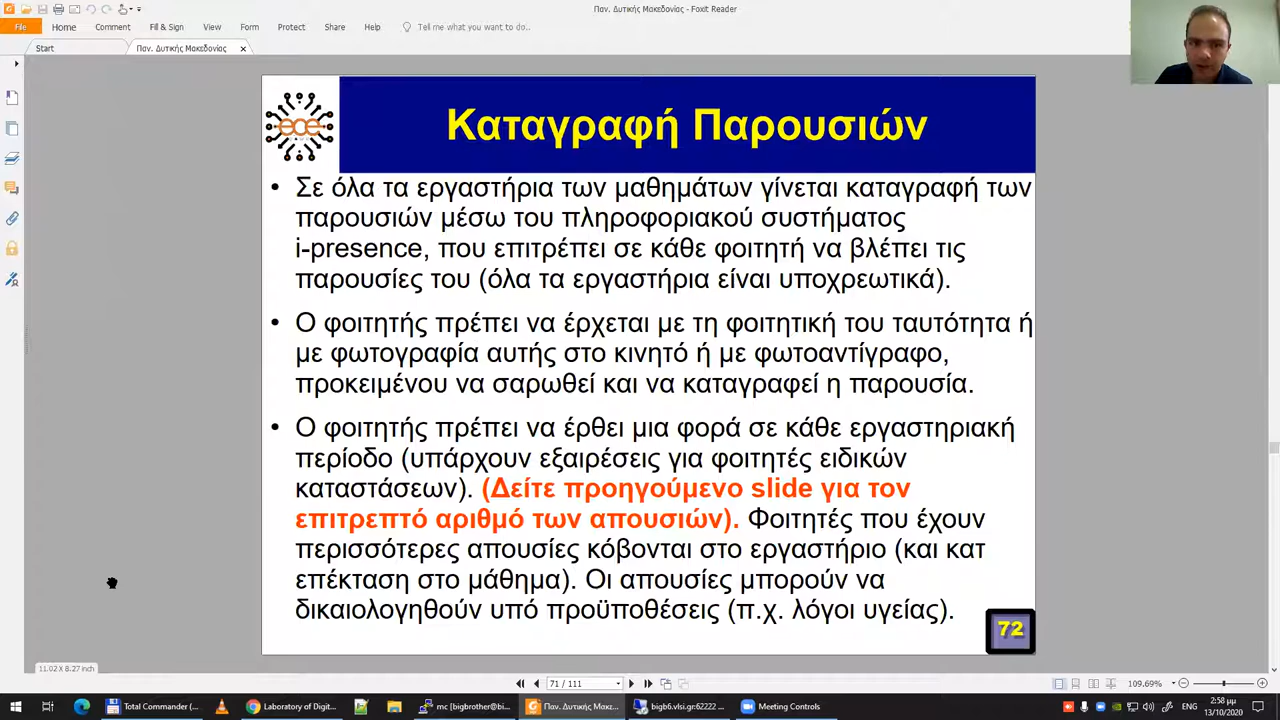 Παν. Δυτικής Μακεδονίας - Foxit Reader
File Home Comment Fill & Sign View Form Protect Share Help Tell me what you want to do..
Start Παν. Δυτικής Μακεδονίας
Καταγραφή Παρουσιών
• Σε όλα τα εργαστήρια των μαθημάτων γίνεται καταγραφή των
παρουσιών μέσω του πληροφοριακού συστήματος
i-presence, που επιτρέπει σε κάθε φοιτητή να βλέπει τις
παρουσίες του (όλα τα εργαστήρια είναι υποχρεωτικά).
• Ο φοιτητής πρέπει να έρχεται με τη φοιτητική του ταυτότητα ή
με φωτογραφία αυτής στο κινητό ή με φωτοαντίγραφο,
προκειμένου να σαρωθεί και να καταγραφεί η παρουσία.
• Ο φοιτητής πρέπει να έρθει μια φορά σε κάθε εργαστηριακή
περίοδο (υπάρχουν εξαιρέσεις για φοιτητές ειδικών
καταστάσεων). (Δείτε προηγούμενο slide για τον
επιτρεπτό αριθμό των απουσιών). Φοιτητές που έχουν
περισσότερες απουσίες κόβονται στο εργαστήριο (και κατ
επέκταση στο μάθημα). Οι απουσίες μπορούν να
δικαιολογηθούν υπό προϋποθέσεις (π.χ. λόγοι υγείας).
72
11.02 x 8.27 inch
71 / 111
109.69%
Total Commander (... Laboratory of Digit... mc [bigbrother@bi... Παν. Δυτικής Μακε... bigb6.vlsi.gr:62222 ... Meeting Controls
2:58 μμ
13/10/2020